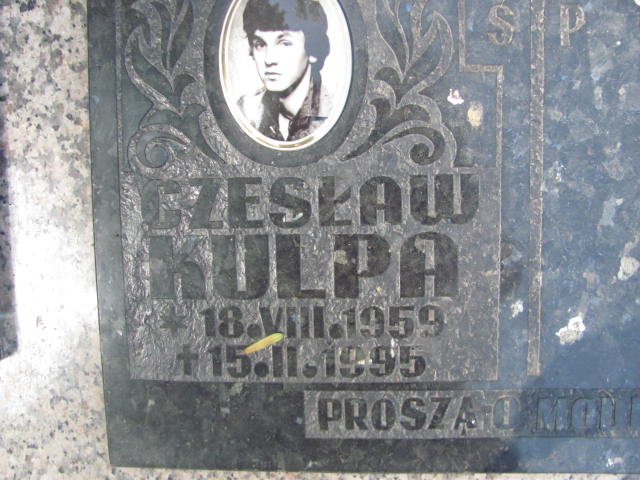 Ś P
CZESŁAW
KULPA
* 18.VIII.1959
† 15.II.1995
PROSZĄ O